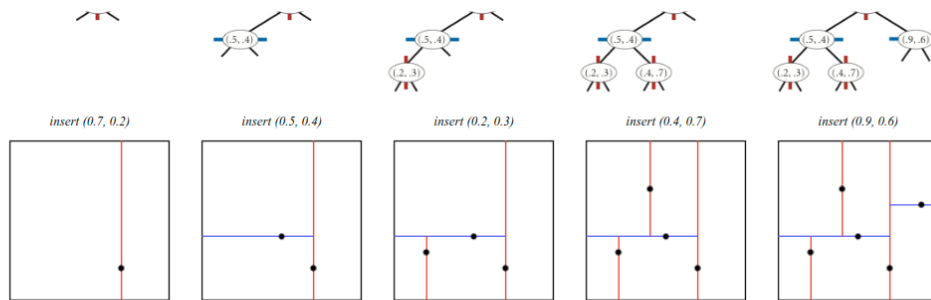 (.5, .4) (.5, .4) (.5, .4) (.5, .4) (.9, .6)
(.2, .3) (.2, .3) (.4, .7) (.2, .3) (.4, .7)
insert (0.7, 0.2) insert (0.5, 0.4) insert (0.2, 0.3) insert (0.4, 0.7) insert (0.9, 0.6)